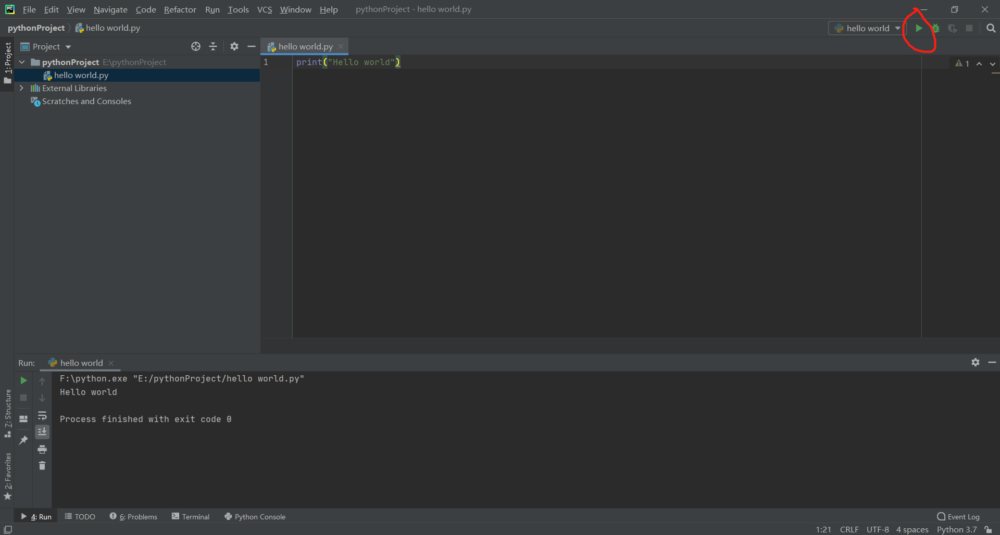 PC File Edit View Navigate Code Refactor Run Tools VCS Window Help pythonProject - hello world.py
pythonProject hello world.py
hello world
1: Project
Project
hello world.py
pythonProject E:\pythonProject
hello world.py
External Libraries
Scratches and Consoles
1 print("Hello world")
1
Run: hello world
F:\python.exe "E:/pythonProject/hello world.py"
Hello world
Process finished with exit code 0
7: Structure
2: Favorites
4: Run TODO 6: Problems Terminal Python Console Event Log
1:21 CRLF UTF-8 4 spaces Python 3.7